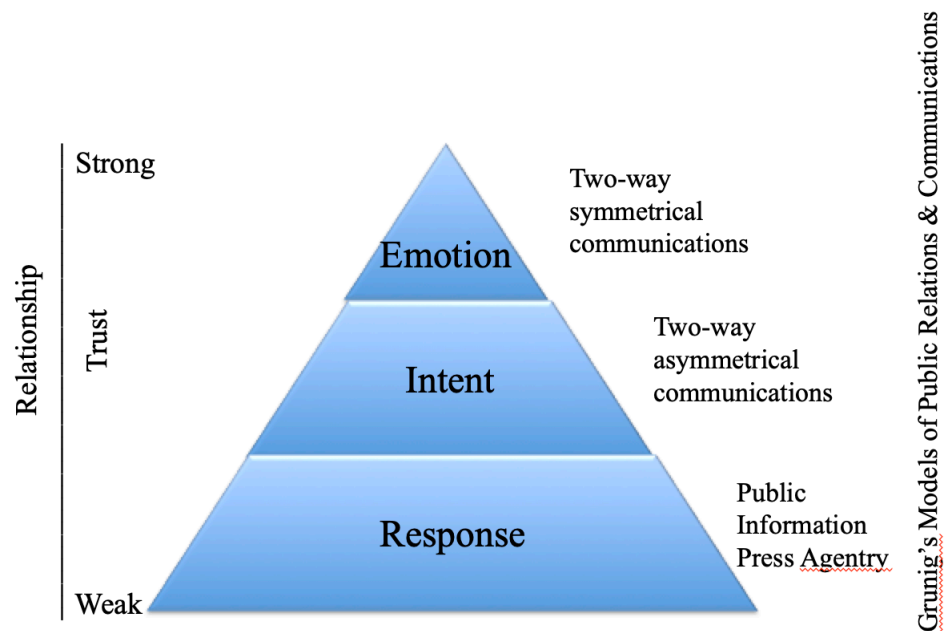 Grunig’s Models of Public Relations & Communications
Strong
Two-way
symmetrical
communications
Emotion
Relationship
Trust
Two-way
asymmetrical
communications
Intent
Public
Information
Press Agentry
Response
Weak